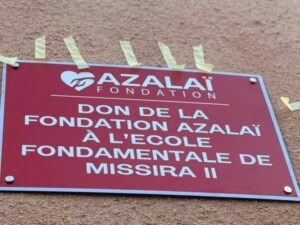 AZALAÏ
FONDATION
DON DE LA
FONDATION AZALAÏ
À L'ECOLE
FONDAMENTALE DE
MISSIRA II